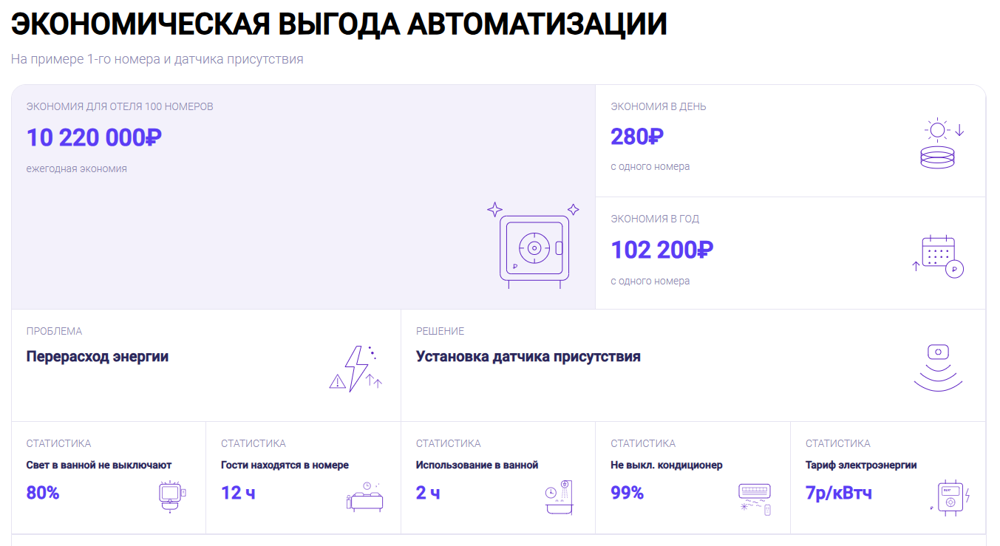 ЭКОНОМИЧЕСКАЯ ВЫГОДА АВТОМАТИЗАЦИИ
На примере 1-го номера и датчика присутствия
ЭКОНОМИЯ ДЛЯ ОТЕЛЯ 100 НОМЕРОВ
10 220 000₽
ежегодная экономия
ЭКОНОМИЯ В ДЕНЬ
280₽
с одного номера
ЭКОНОМИЯ В ГОД
102 200₽
с одного номера
ПРОБЛЕМА
Перерасход энергии
РЕШЕНИЕ
Установка датчика присутствия
СТАТИСТИКА
Свет в ванной не выключают
80%
СТАТИСТИКА
Гости находятся в номере
12 ч
СТАТИСТИКА
Использование в ванной
2 ч
СТАТИСТИКА
Не выкл. кондиционер
99%
СТАТИСТИКА
Тариф электроэнергии
7р/кВтч